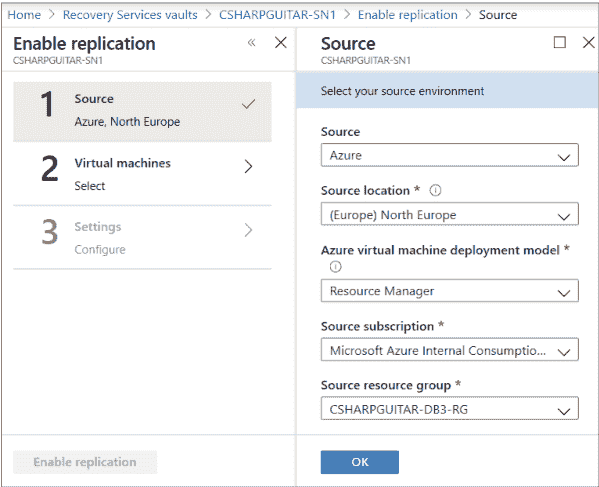 Home > Recovery Services vaults > CSHARPGUITAR-SN1 > Enable replication > Source
Enable replication
CSHARPGUITAR-SN1
1 Source
Azure, North Europe
2 Virtual machines
Select
3 Settings
Configure
Enable replication
Source
CSHARPGUITAR-SN1
Select your source environment
Source
Azure
Source location *
(Europe) North Europe
Azure virtual machine deployment model *
Resource Manager
Source subscription *
Microsoft Azure Internal Consumptio...
Source resource group *
CSHARPGUITAR-DB3-RG
OK